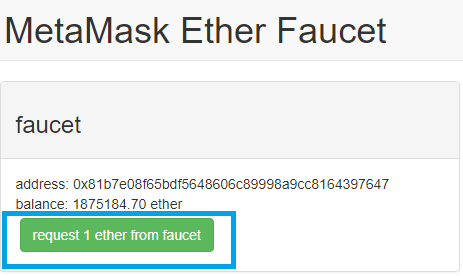 MetaMask Ether Faucet
faucet
address: 0x81b7e08f65bdf5648606c89998a9cc8164397647
balance: 1875184.70 ether
request 1 ether from faucet